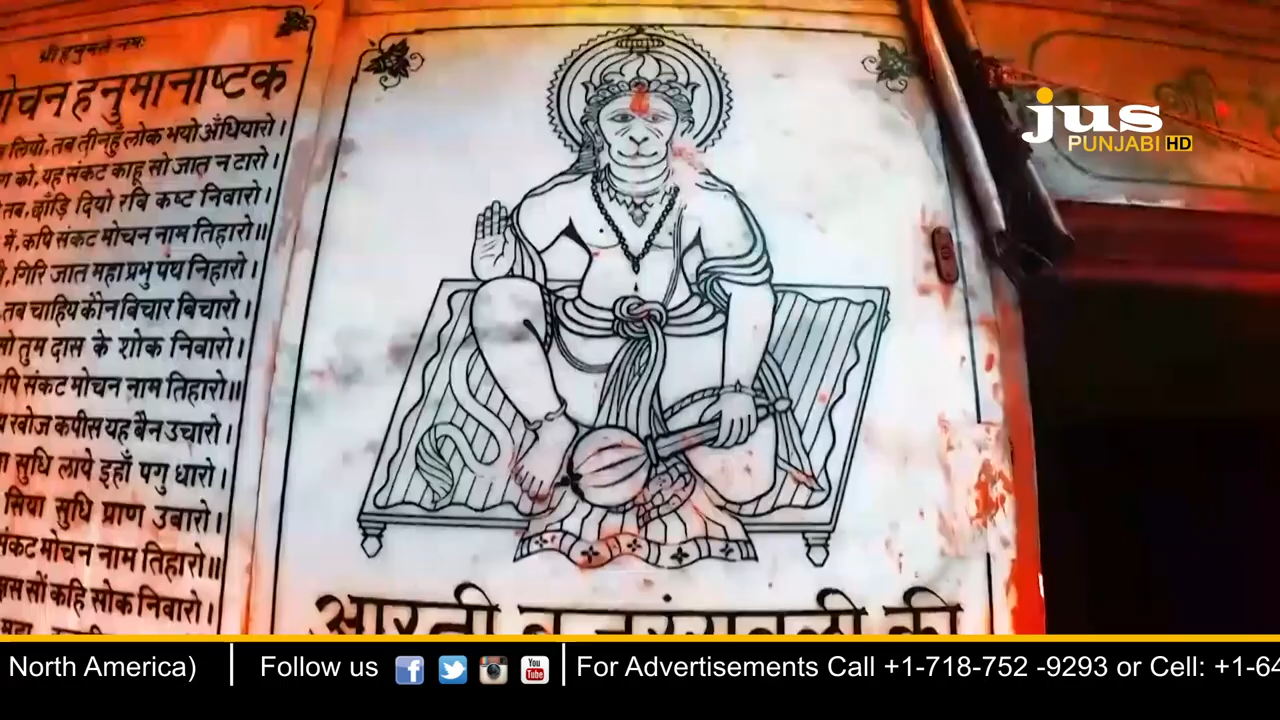 श्री हनुमते नमः
मोचन हनुमानाष्टक
लियो, तब तीनहुँ लोक भयो अँधियारो।
को, यह संकट काहू सो जात न टारो।
तब, छाँड़ि दियो रवि कष्ट निवारो।
में, कपि संकट मोचन नाम तिहारो॥
गिरि जात महा प्रभु पंथ निहारो।
तब चाहिय कौन बिचार बिचारो।
तुम दास के शोक निवारो।
संकट मोचन नाम तिहारो॥
खोज कपीस यह बैन उचारो।
सुधि लाये इहाँ पगु धारो।
सिया सुधि प्राण उबारो।
संकट मोचन नाम तिहारो॥
सों कहि सोक निवारो।
आरती बजरंगबली की
jus
PUNJABI HD
North America) | Follow us | For Advertisements Call +1-718-752 -9293 or Cell: +1-64